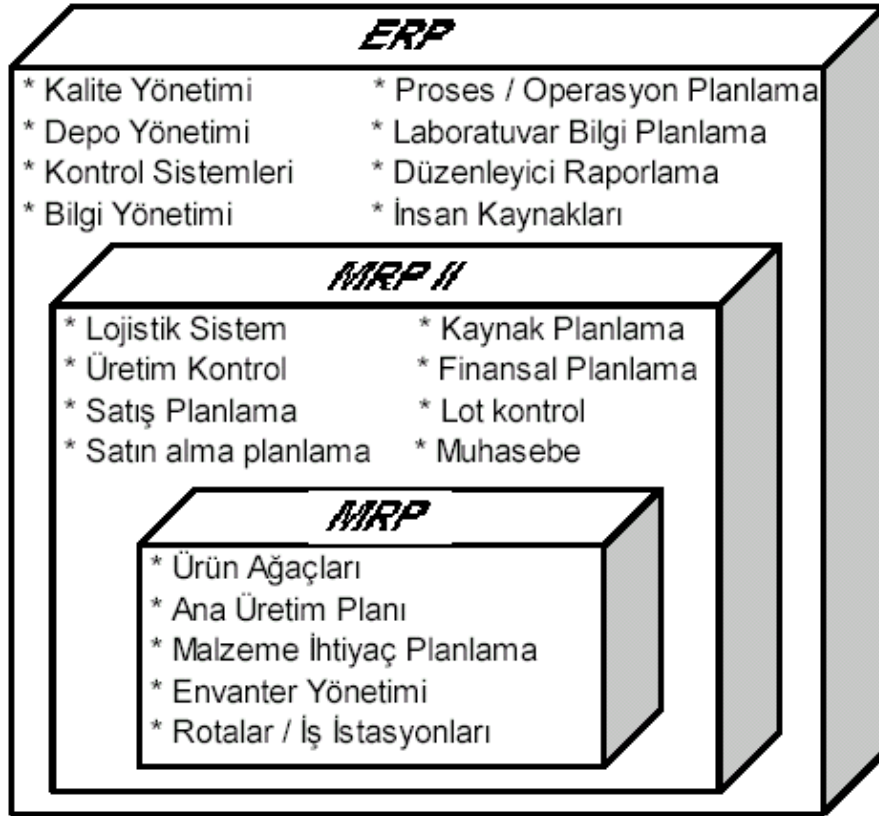 ERP
* Kalite Yönetimi * Proses / Operasyon Planlama
* Depo Yönetimi * Laboratuvar Bilgi Planlama
* Kontrol Sistemleri * Düzenleyici Raporlama
* Bilgi Yönetimi * İnsan Kaynakları
MRP II
* Lojistik Sistem * Kaynak Planlama
* Üretim Kontrol * Finansal Planlama
* Satış Planlama * Lot kontrol
* Satın alma planlama * Muhasebe
MRP
* Ürün Ağaçları
* Ana Üretim Planı
* Malzeme İhtiyaç Planlama
* Envanter Yönetimi
* Rotalar / İş İstasyonları